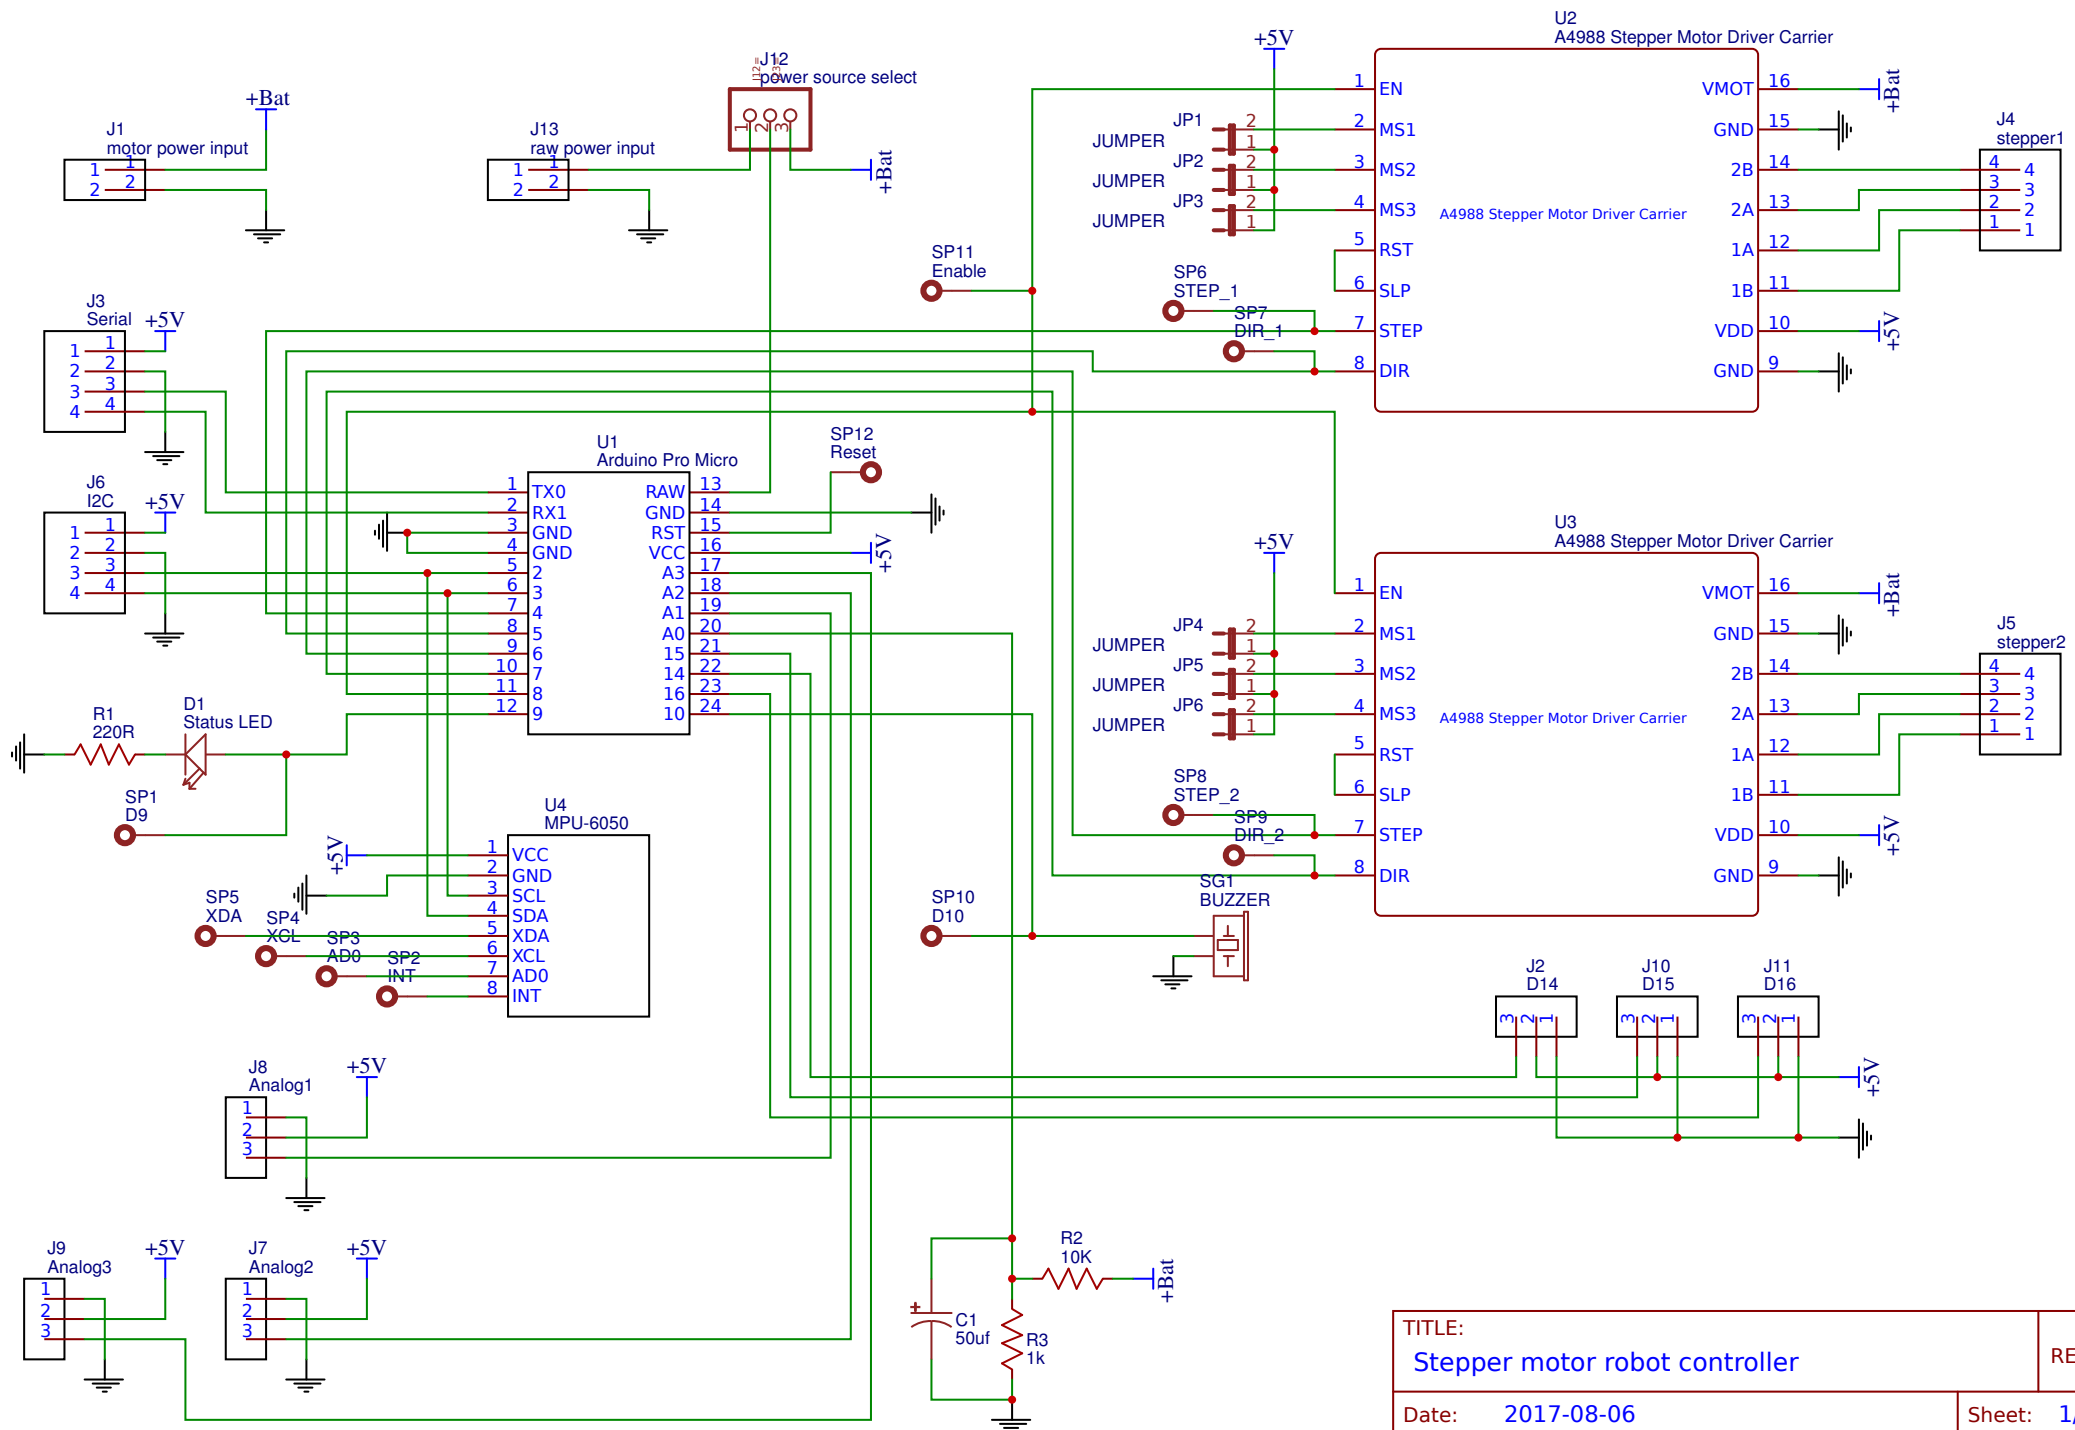 U2
A4988 Stepper Motor Driver Carrier
+5V
J12
power source select
1 2 3
+Bat
J1
motor power input
1 1
2 2
J13
raw power input
1 1
2 2
+Bat
JP1
JUMPER
2
1
JP2
JUMPER
2
1
JP3
JUMPER
2
1
1 EN
2 MS1
3 MS2
4 MS3
5 RST
6 SLP
7 STEP
8 DIR
A4988 Stepper Motor Driver Carrier
VMOT 16
GND 15
2B 14
2A 13
1A 12
1B 11
VDD 10
GND 9
+Bat
+5V
J4
stepper1
4 4
3 3
2 2
1 1
SP11
Enable
SP6
STEP_1
SP7
DIR_1
J3
Serial
+5V
1 1
2 2
3 3
4 4
J6
I2C
+5V
1 1
2 2
3 3
4 4
U1
Arduino Pro Micro
1 TX0
2 RX1
3 GND
4 GND
5 2
6 3
7 4
8 5
9 6
10 7
11 8
12 9
RAW 13
GND 14
RST 15
VCC 16
A3 17
A2 18
A1 19
A0 20
15 21
14 22
16 23
10 24
SP12
Reset
+5V
U3
A4988 Stepper Motor Driver Carrier
+5V
JP4
JUMPER
2
1
JP5
JUMPER
2
1
JP6
JUMPER
2
1
1 EN
2 MS1
3 MS2
4 MS3
5 RST
6 SLP
7 STEP
8 DIR
A4988 Stepper Motor Driver Carrier
VMOT 16
GND 15
2B 14
2A 13
1A 12
1B 11
VDD 10
GND 9
+Bat
+5V
J5
stepper2
4 4
3 3
2 2
1 1
SP8
STEP_2
SP9
DIR_2
R1
220R
D1
Status LED
SP1
D9
U4
MPU-6050
+5V
1 VCC
2 GND
3 SCL
4 SDA
5 XDA
6 XCL
7 AD0
8 INT
SP5
XDA
SP4
XCL
SP3
AD0
SP2
INT
SP10
D10
SG1
BUZZER
J2
D14
3 2 1
J10
D15
3 2 1
J11
D16
3 2 1
+5V
J8
Analog1
+5V
1
2
3
J9
Analog3
+5V
1
2
3
J7
Analog2
+5V
1
2
3
R2
10K
+Bat
+
C1
50uf
R3
1k
TITLE:
Stepper motor robot controller
RE
Date: 2017-08-06
Sheet: 1/